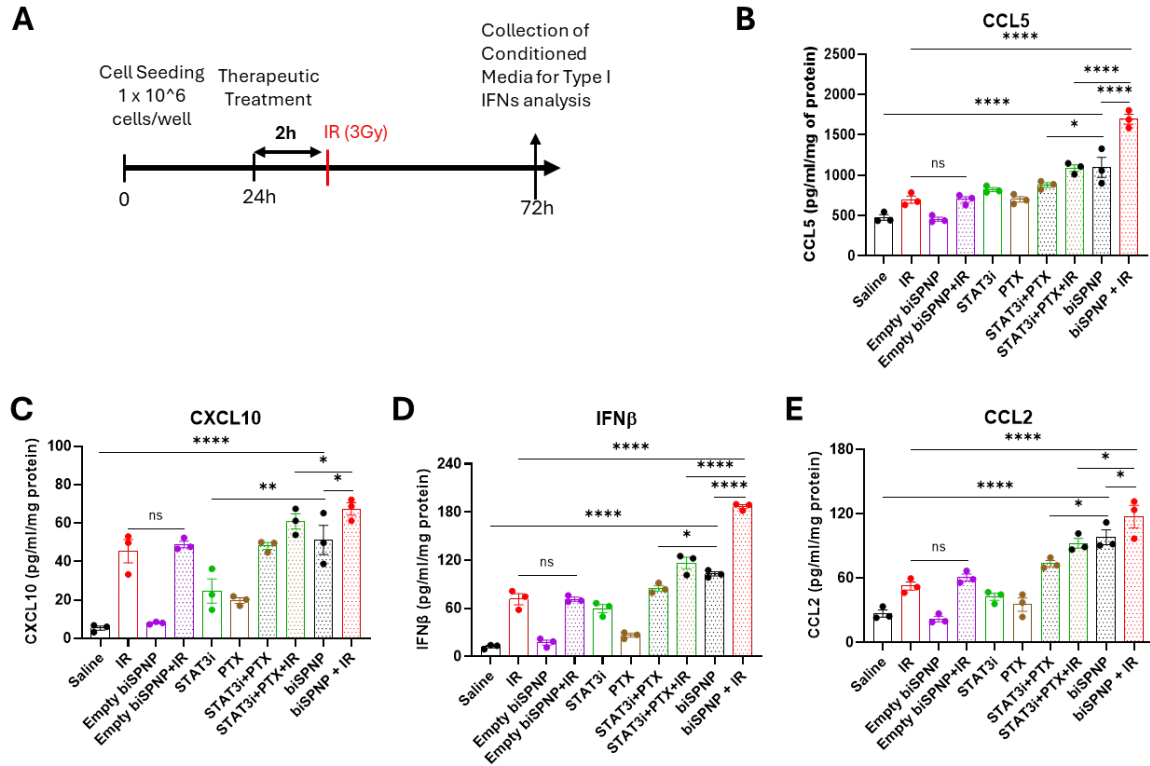 A
Cell Seeding
1 x 10^6
cells/well
Therapeutic
Treatment
2h
IR (3Gy)
Collection of
Conditioned
Media for Type I
IFNs analysis
0
24h
72h
B
CCL5
CCL5 (pg/ml/mg of protein)
2500
2000
1500
1000
500
0
****
****
****
****
*
ns
Saline
IR
Empty biSPNP
Empty biSPNP+IR
STAT3i
PTX
STAT3i+PTX
STAT3i+PTX+IR
biSPNP
biSPNP + IR
C
CXCL10
CXCL10 (pg/ml/mg protein)
100
80
60
40
20
0
****
*
*
**
ns
Saline
IR
Empty biSPNP
Empty biSPNP+IR
STAT3i
PTX
STAT3i+PTX
STAT3i+PTX+IR
biSPNP
biSPNP + IR
D
IFNβ
IFNβ (pg/ml/mg protein)
240
180
120
60
0
****
****
****
****
*
ns
Saline
IR
Empty biSPNP
Empty biSPNP+IR
STAT3i
PTX
STAT3i+PTX
STAT3i+PTX+IR
biSPNP
biSPNP + IR
E
CCL2
CCL2 (pg/ml/mg protein)
180
120
60
0
****
*
*
****
*
ns
Saline
IR
Empty biSPNP
Empty biSPNP+IR
STAT3i
PTX
STAT3i+PTX
STAT3i+PTX+IR
biSPNP
biSPNP + IR